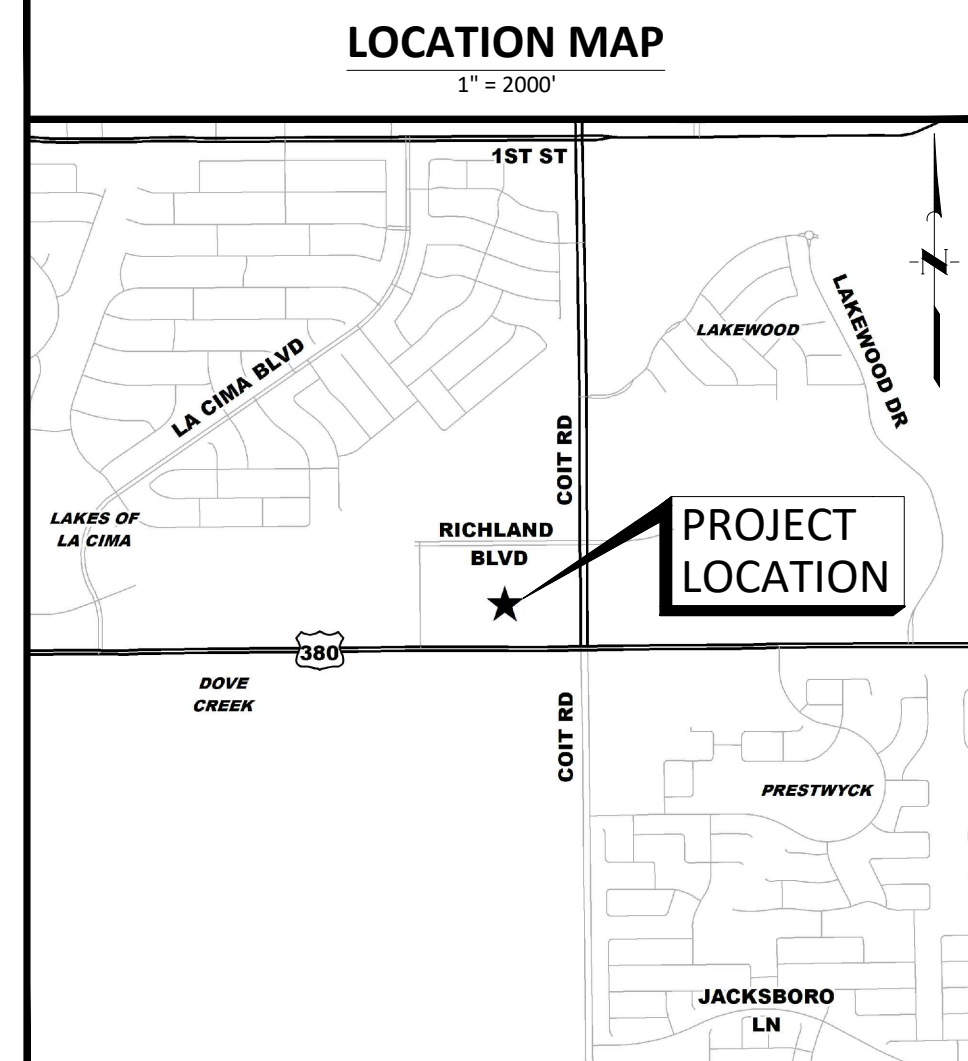 LOCATION MAP
1" = 2000'
1ST ST
N
LAKEWOOD
LAKEWOOD DR
LA CIMA BLVD
COIT RD
LAKES OF
LA CIMA
RICHLAND
BLVD
PROJECT
LOCATION
380
DOVE
CREEK
COIT RD
PRESTWYCK
JACKSBORO
LN